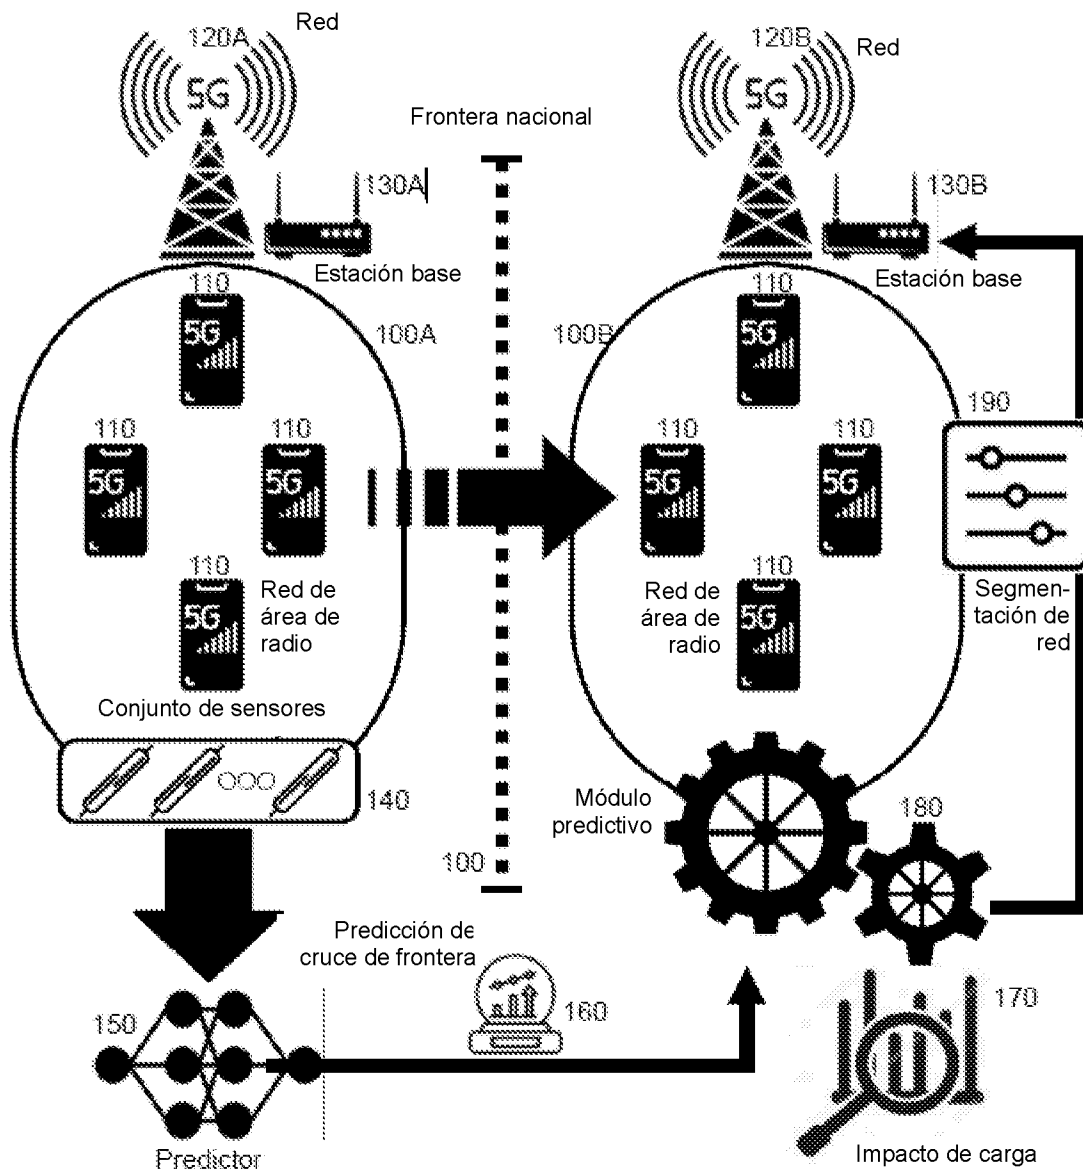 Red
120A
5G
Red
120B
5G
Frontera nacional
130A
Estación base
130B
Estación base
110
5G
100A
110
5G
100B
110
5G
110
5G
110
5G
110
5G
190
110
5G
Red de
área de
radio
110
5G
Red de
área de
radio
Segmen-
tación de
red
Conjunto de sensores
140
Módulo
predictivo
180
100
Predicción de
cruce de frontera
160
170
150
Predictor
Impacto de carga